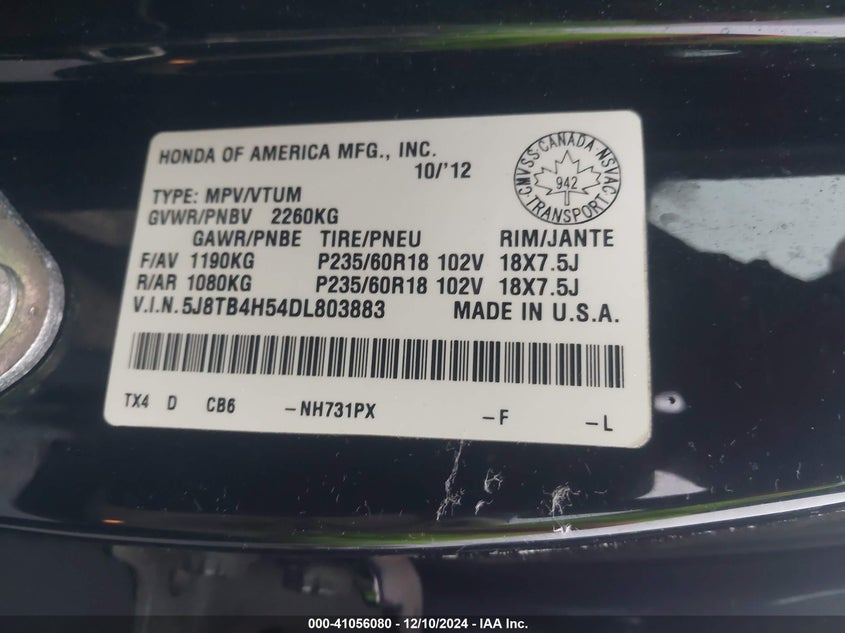 HONDA OF AMERICA MFG., INC.
10/'12
CMVSS·CANADA NSVAC
942
TRANSPORT
TYPE: MPV/VTUM
GVWR/PNBV 2260KG
GAWR/PNBE TIRE/PNEU RIM/JANTE
F/AV 1190KG P235/60R18 102V 18X7.5J
R/AR 1080KG P235/60R18 102V 18X7.5J
V.I.N.5J8TB4H54DL803883 MADE IN U.S.A.
TX4 D CB6 -NH731PX -F -L
000-41056080 - 12/10/2024 - IAA Inc.